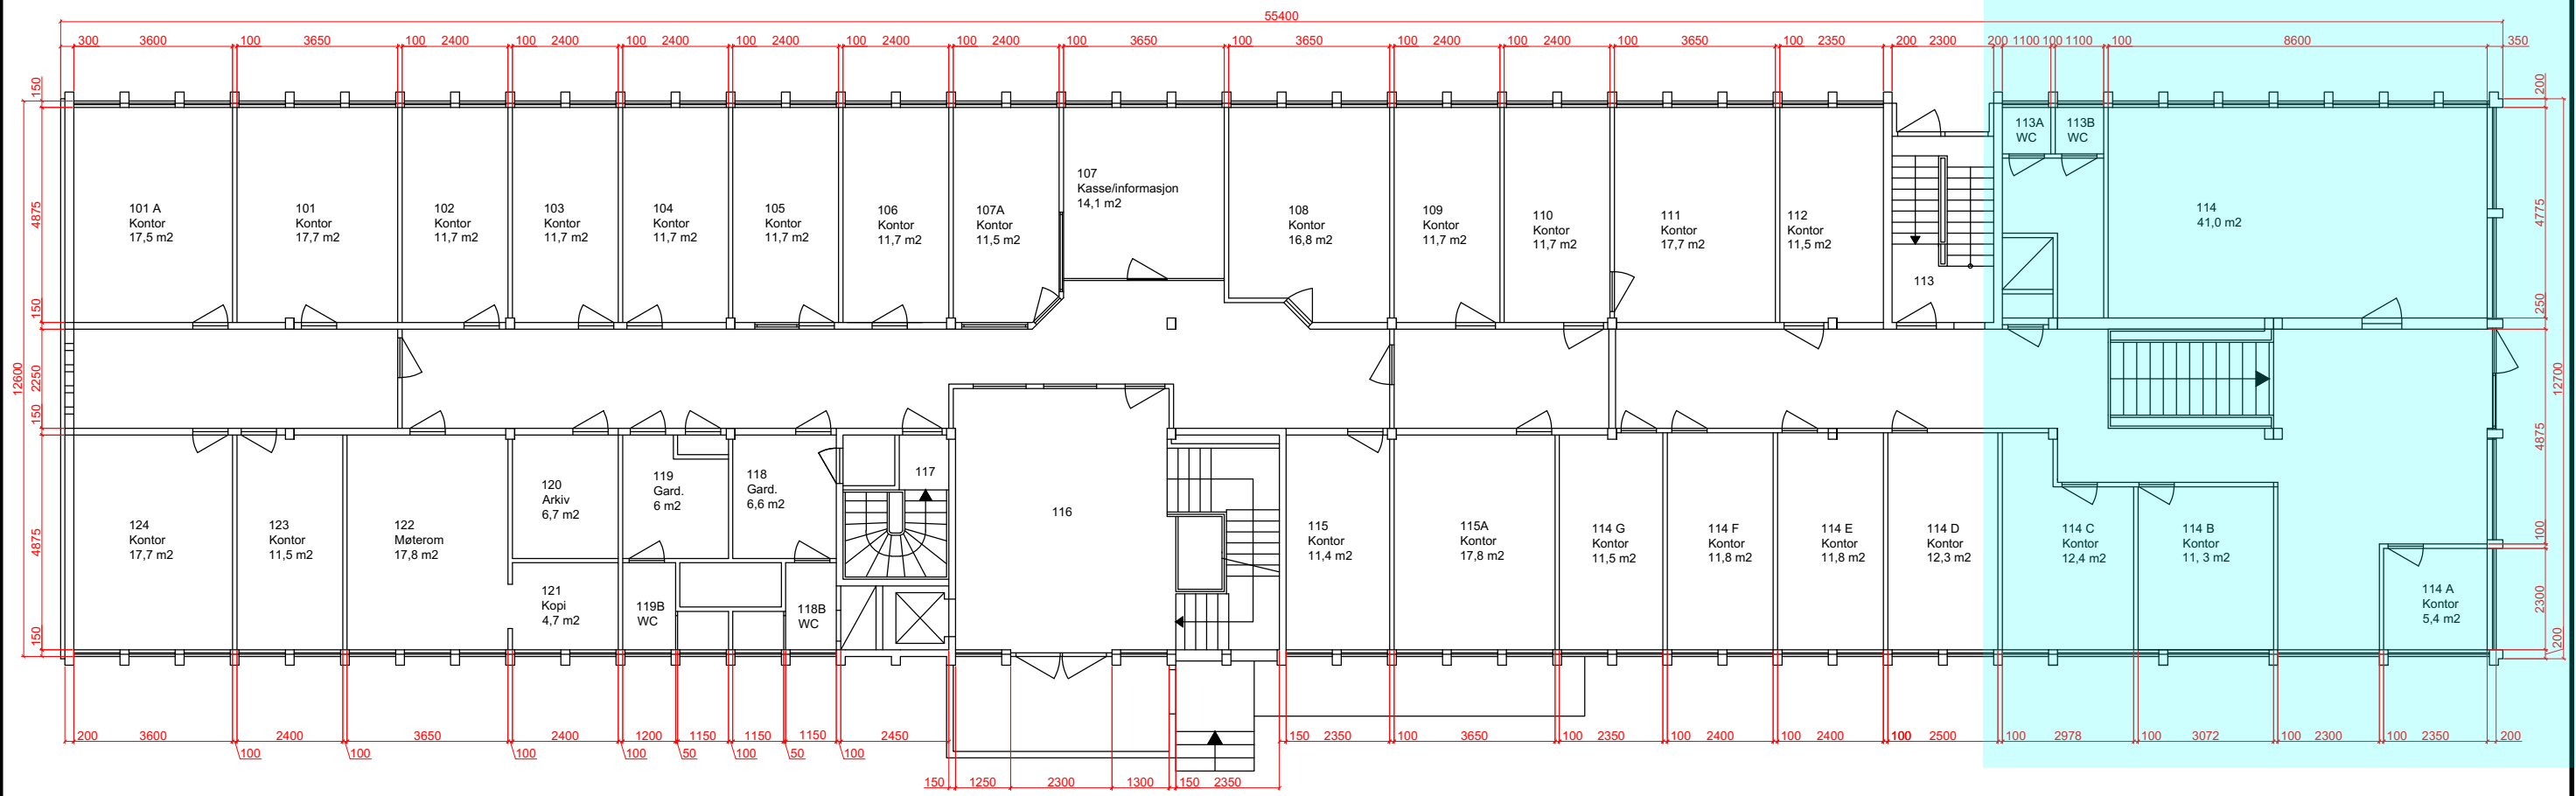 55400
300 3600 100 3650 100 2400 100 2400 100 2400 100 2400 100 2400 100 2400 100 3650 100 3650 100 2400 100 2400 100 3650 100 2350 200 2300 200 1100 100 1100 100 8600 350
150
4875
150
2250
150
4875
150
12600
200
4775
250
4875
100
2300
200
12700
101 A
Kontor
17,5 m2
101
Kontor
17,7 m2
102
Kontor
11,7 m2
103
Kontor
11,7 m2
104
Kontor
11,7 m2
105
Kontor
11,7 m2
106
Kontor
11,7 m2
107A
Kontor
11,5 m2
107
Kasse/informasjon
14,1 m2
108
Kontor
16,8 m2
109
Kontor
11,7 m2
110
Kontor
11,7 m2
111
Kontor
17,7 m2
112
Kontor
11,5 m2
113
113A
WC
113B
WC
114
41,0 m2
124
Kontor
17,7 m2
123
Kontor
11,5 m2
122
Møterom
17,8 m2
120
Arkiv
6,7 m2
121
Kopi
4,7 m2
119
Gard.
6 m2
119B
WC
118
Gard.
6,6 m2
118B
WC
117
116
115
Kontor
11,4 m2
115A
Kontor
17,8 m2
114 G
Kontor
11,5 m2
114 F
Kontor
11,8 m2
114 E
Kontor
11,8 m2
114 D
Kontor
12,3 m2
114 C
Kontor
12,4 m2
114 B
Kontor
11, 3 m2
114 A
Kontor
5,4 m2
200 3600 2400 3650 2400 1200 1150 1150 1150 2450 150 2350 100 3650 100 2350 100 2400 100 2400 100 2500 100 2978 100 3072 100 2300 100 2350 200
100 100 100 100 50 100 50 100
150 1250 2300 1300 150 2350